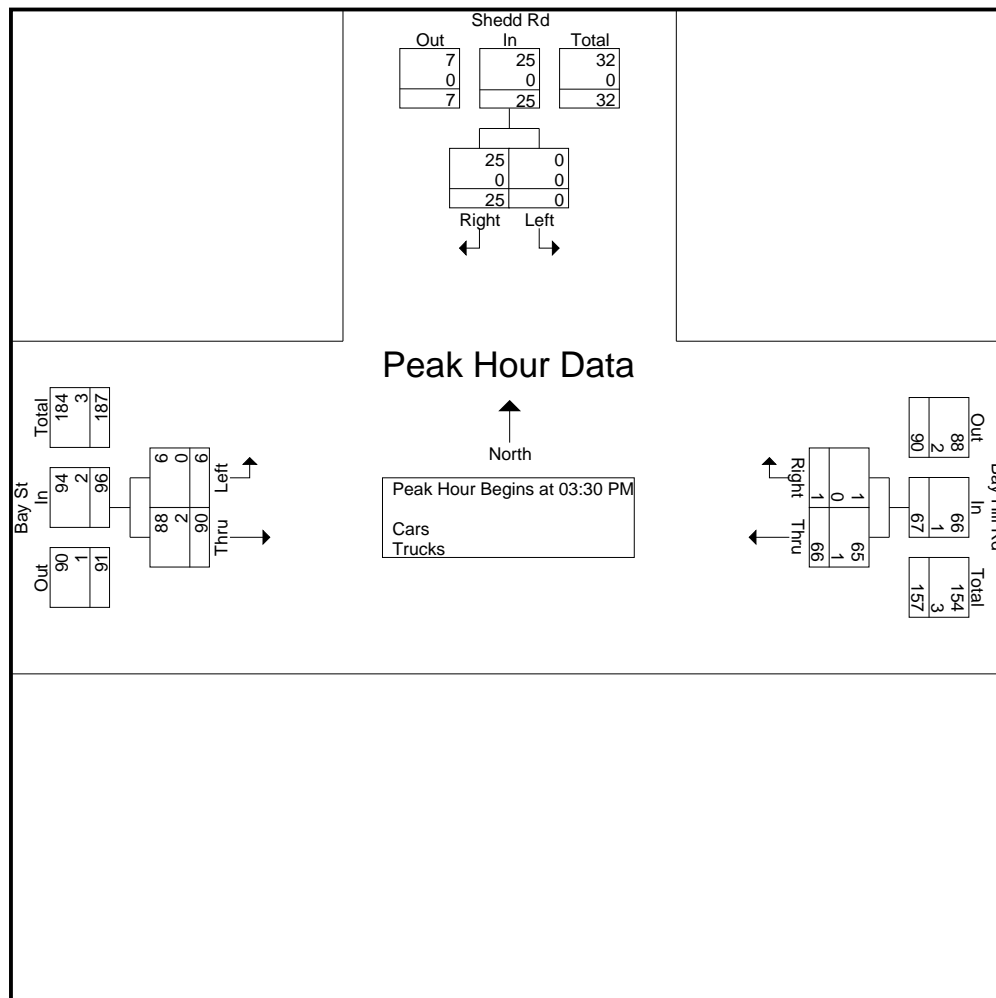 Shedd Rd
Out In Total
7 25 32
0 0 0
7 25 32
25 0
0 0
25 0
Right Left
Peak Hour Data
North
Peak Hour Begins at 03:30 PM
Cars
Trucks
Bay St
Total In Out
184 94 90
3 2 1
187 96 91
Left Thru
6 88
0 2
6 90
In
Out In Total
88 66 154
2 1 3
90 67 157
Right Thru
1 65
0 1
1 66